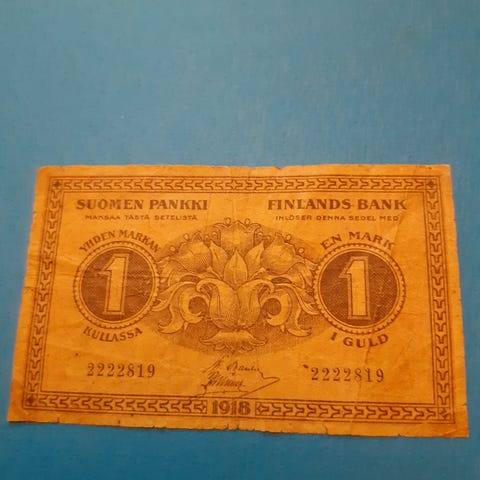 SUOMEN PANKKI
MAKSAA TÄSTÄ SETELISTÄ
YHDEN MARKAN
1
KULLASSA
FINLANDS BANK
INLÖSER DENNA SEDEL MED
EN MARK
1
I GULD
2222819
2222819
1918